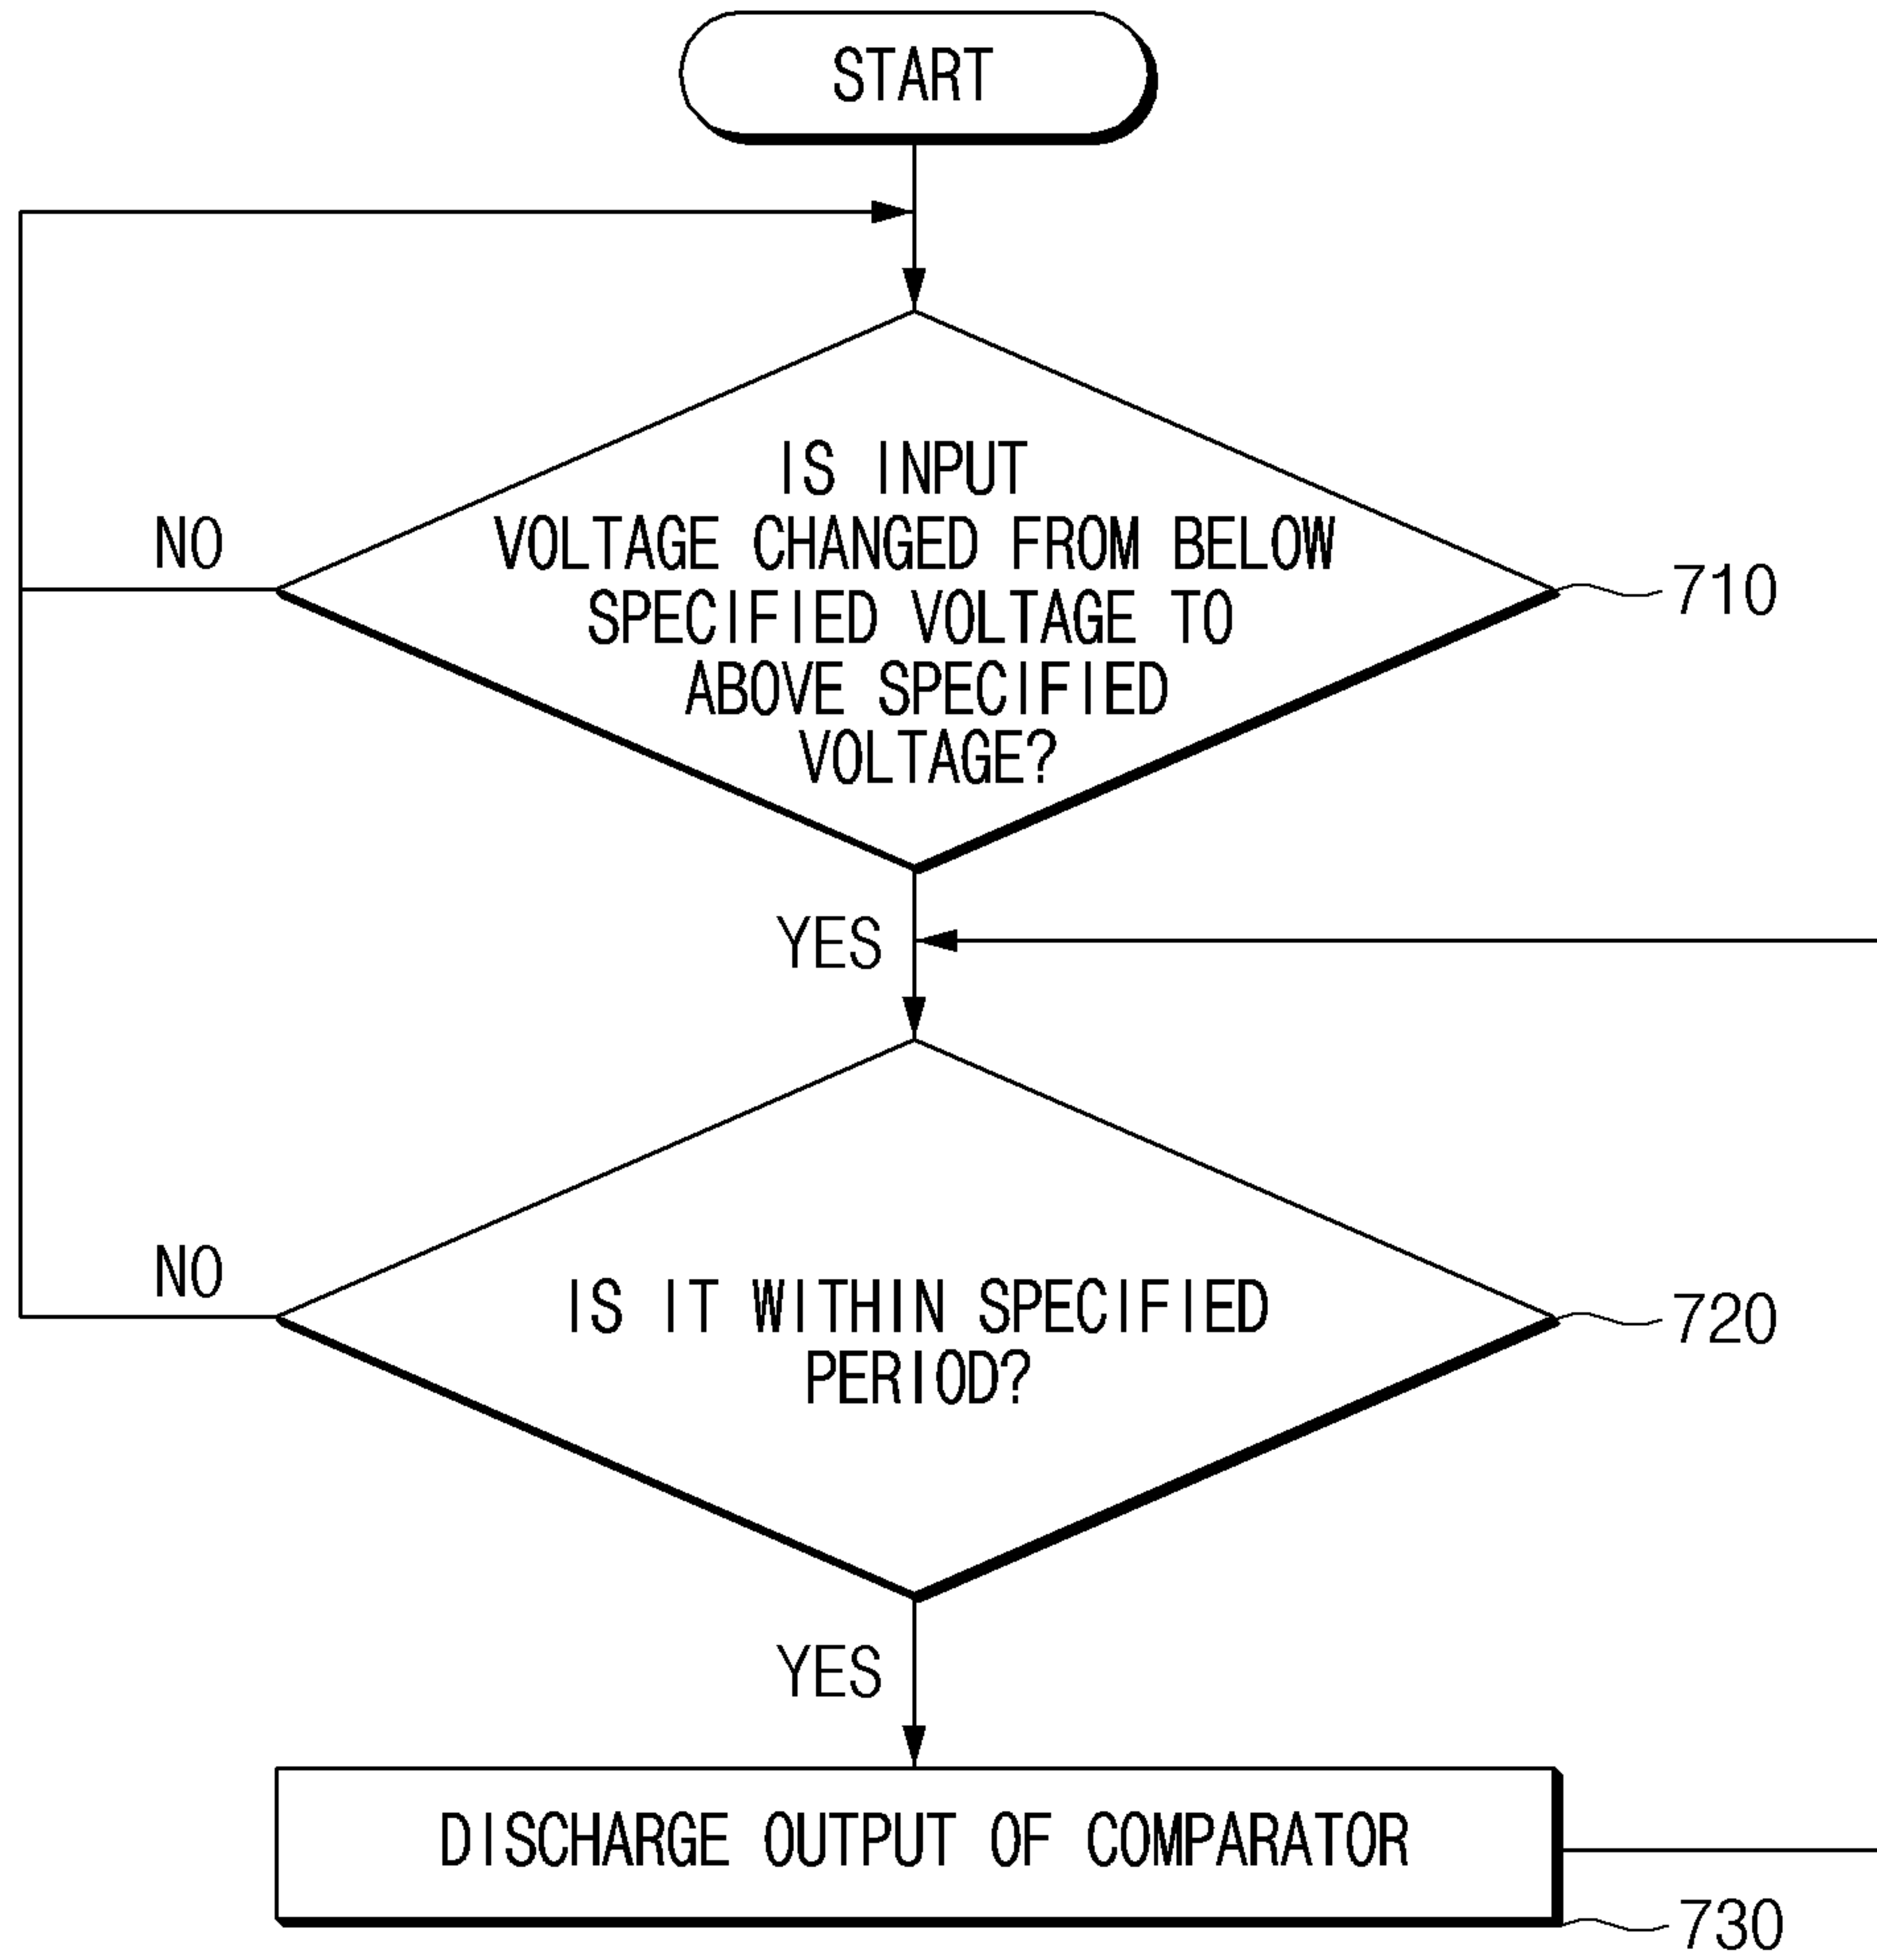 START
IS INPUT
VOLTAGE CHANGED FROM BELOW
SPECIFIED VOLTAGE TO
ABOVE SPECIFIED
VOLTAGE?
NO
710
YES
IS IT WITHIN SPECIFIED
PERIOD?
NO
720
YES
DISCHARGE OUTPUT OF COMPARATOR
730